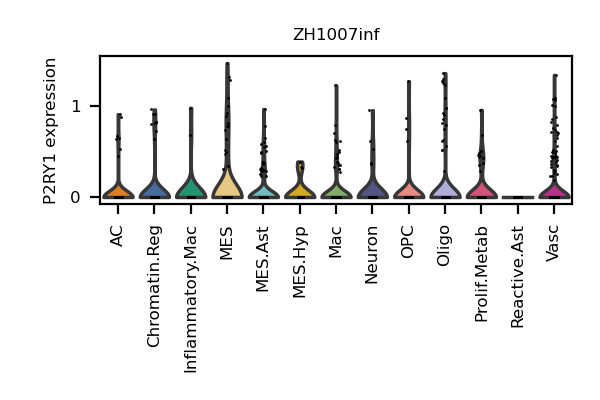 ZH1007inf
P2RY1 expression
1
0
AC
Chromatin.Reg
Inflammatory.Mac
MES
MES.Ast
MES.Hyp
Mac
Neuron
OPC
Oligo
Prolif.Metab
Reactive.Ast
Vasc